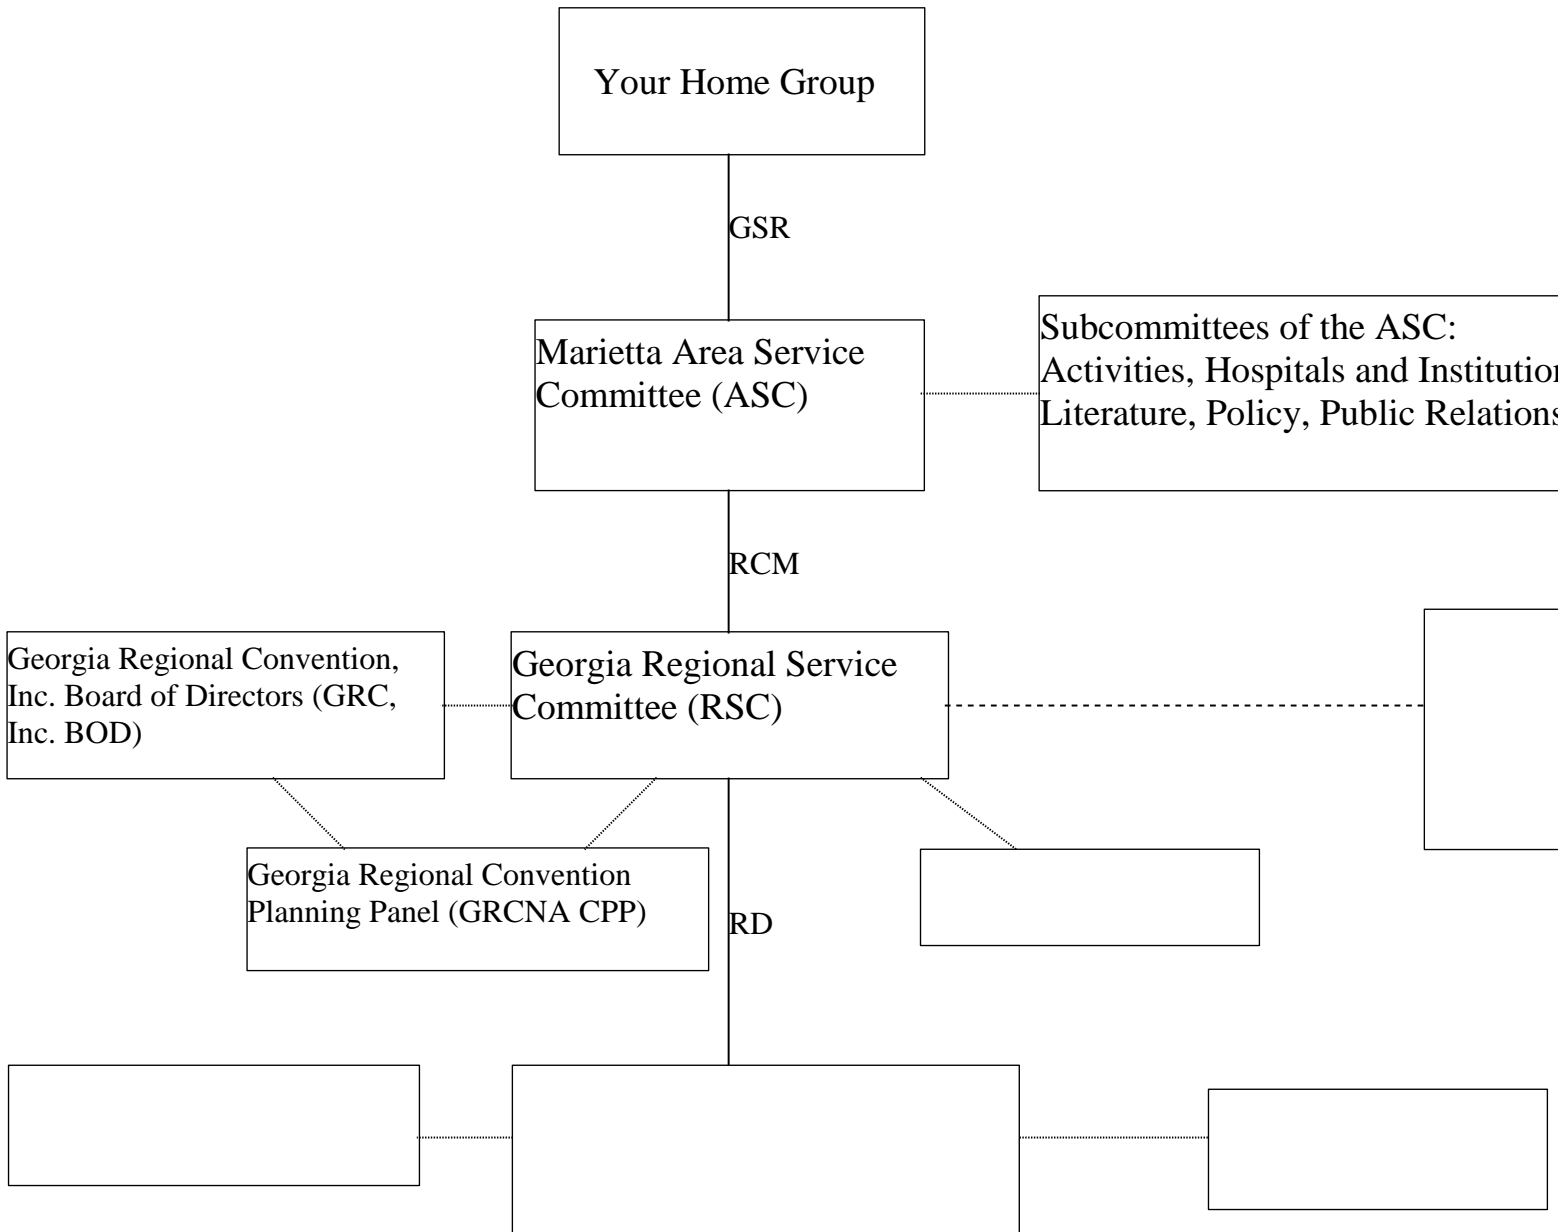 Your Home Group
GSR
Marietta Area Service
Committee (ASC)
Subcommittees of the ASC:
Activities, Hospitals and Institution
Literature, Policy, Public Relations
RCM
Georgia Regional Convention,
Inc. Board of Directors (GRC,
Inc. BOD)
Georgia Regional Service
Committee (RSC)
Georgia Regional Convention
Planning Panel (GRCNA CPP)
RD